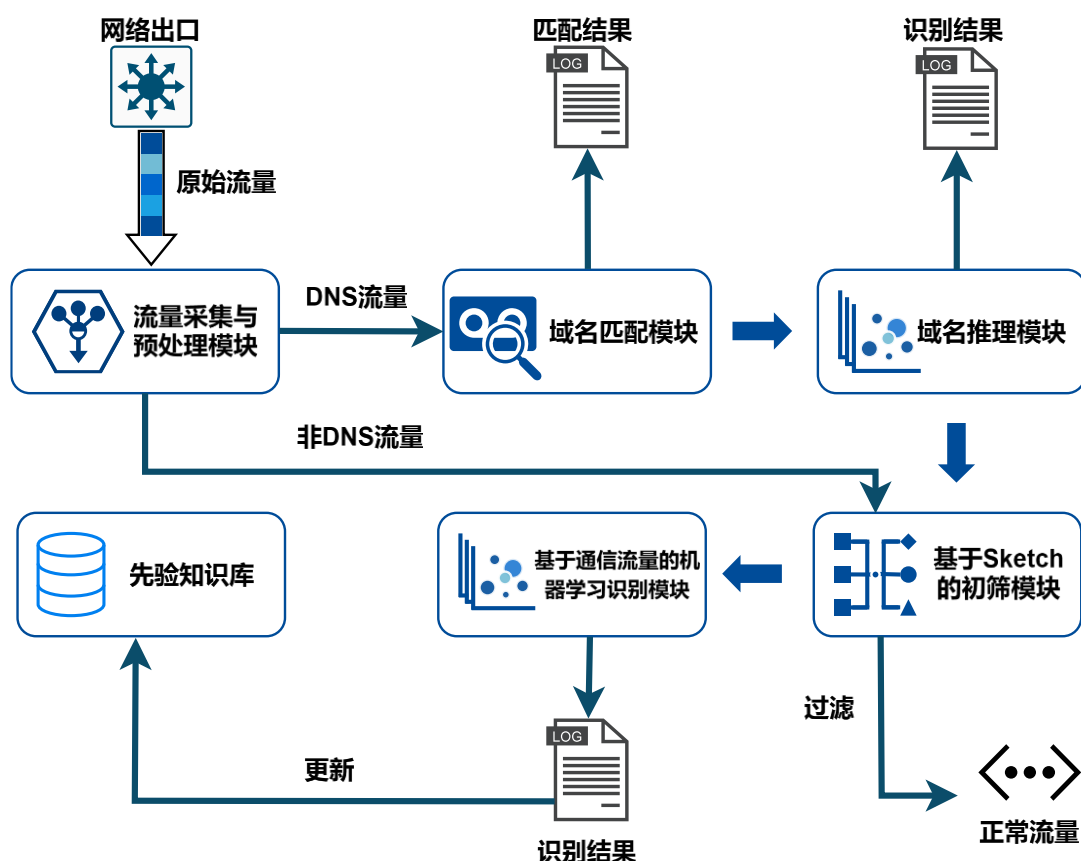 网络出口
匹配结果
识别结果
LOG
LOG
原始流量
流量采集与
预处理模块
DNS流量
域名匹配模块
域名推理模块
非DNS流量
先验知识库
基于通信流量的机
器学习识别模块
基于Sketch
的初筛模块
过滤
LOG
更新
正常流量
识别结果